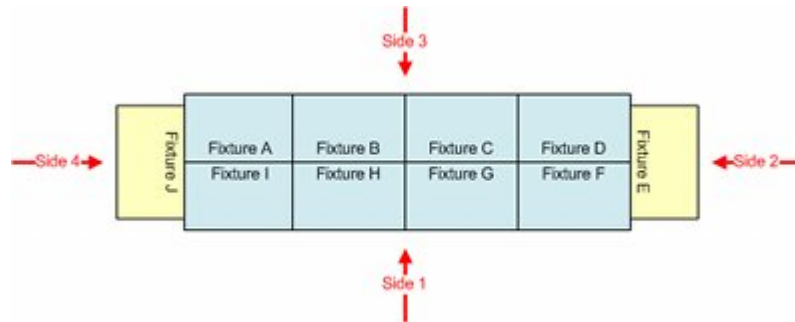 Side 3
Fixture A
Fixture B
Fixture C
Fixture D
Fixture J
Fixture E
Side 4
Side 2
Fixture I
Fixture H
Fixture G
Fixture F
Side 1